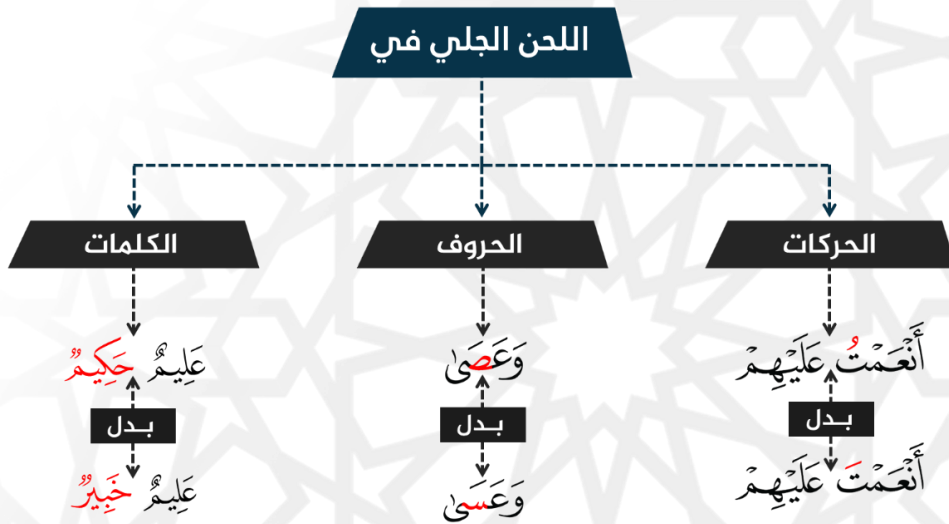 اللحن الجلي في
الحركات
الحروف
الكلمات
أَنْعَمْتُ عَلَيْهِمْ
وَعَصَىٰ
عَلِيمٌ حَكِيمٌ
بدل
بدل
بدل
أَنْعَمْتَ عَلَيْهِمْ
وَعَسَىٰ
عَلِيمٌ خَبِيرٌ